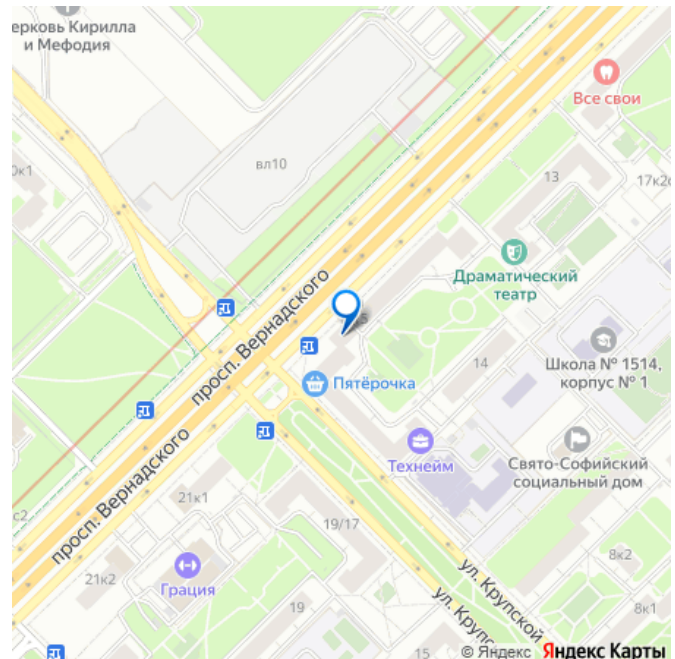 ерковь Кирилла
и Мефодия
Все свои
вл10
0к1
13
17к2с
Драматический
театр
просп. Вернадского
5
14
Школа № 1514,
корпус № 1
Пятёрочка
Технейм
Свято-Софийский
социальный дом
просп. Вернадского
21к1
с2
19/17
21к2
Грация
19
8к2
8к1
ул. Крупской
ул. Крупс
15
© Яндекс Яндекс Карты